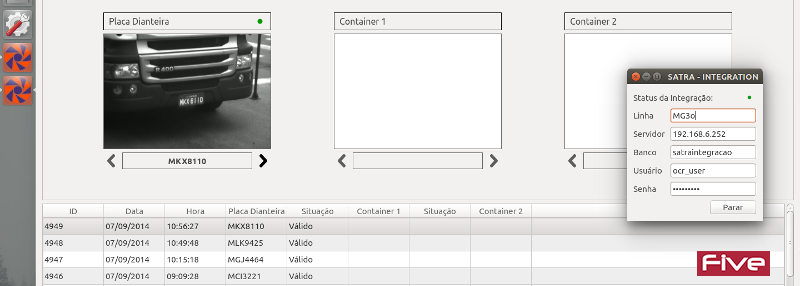 Placa Dianteira
Container 1
Container 2
R 400
MKX8110
MKX8110
SATRA - INTEGRATION
Status da Integração:
Linha MG3o
Servidor 192.168.6.252
Banco satraintegracao
Usuário ocr_user
Senha •••••••••
Parar
ID Data Hora Placa Dianteira Situação Container 1 Situação Container 2
4949 07/09/2014 10:56:27 MKX8110 Válido
4948 07/09/2014 10:49:48 MLK9425 Válido
4947 07/09/2014 10:15:18 MGJ4464 Válido
4946 07/09/2014 09:09:28 MCI3221 Válido
Five